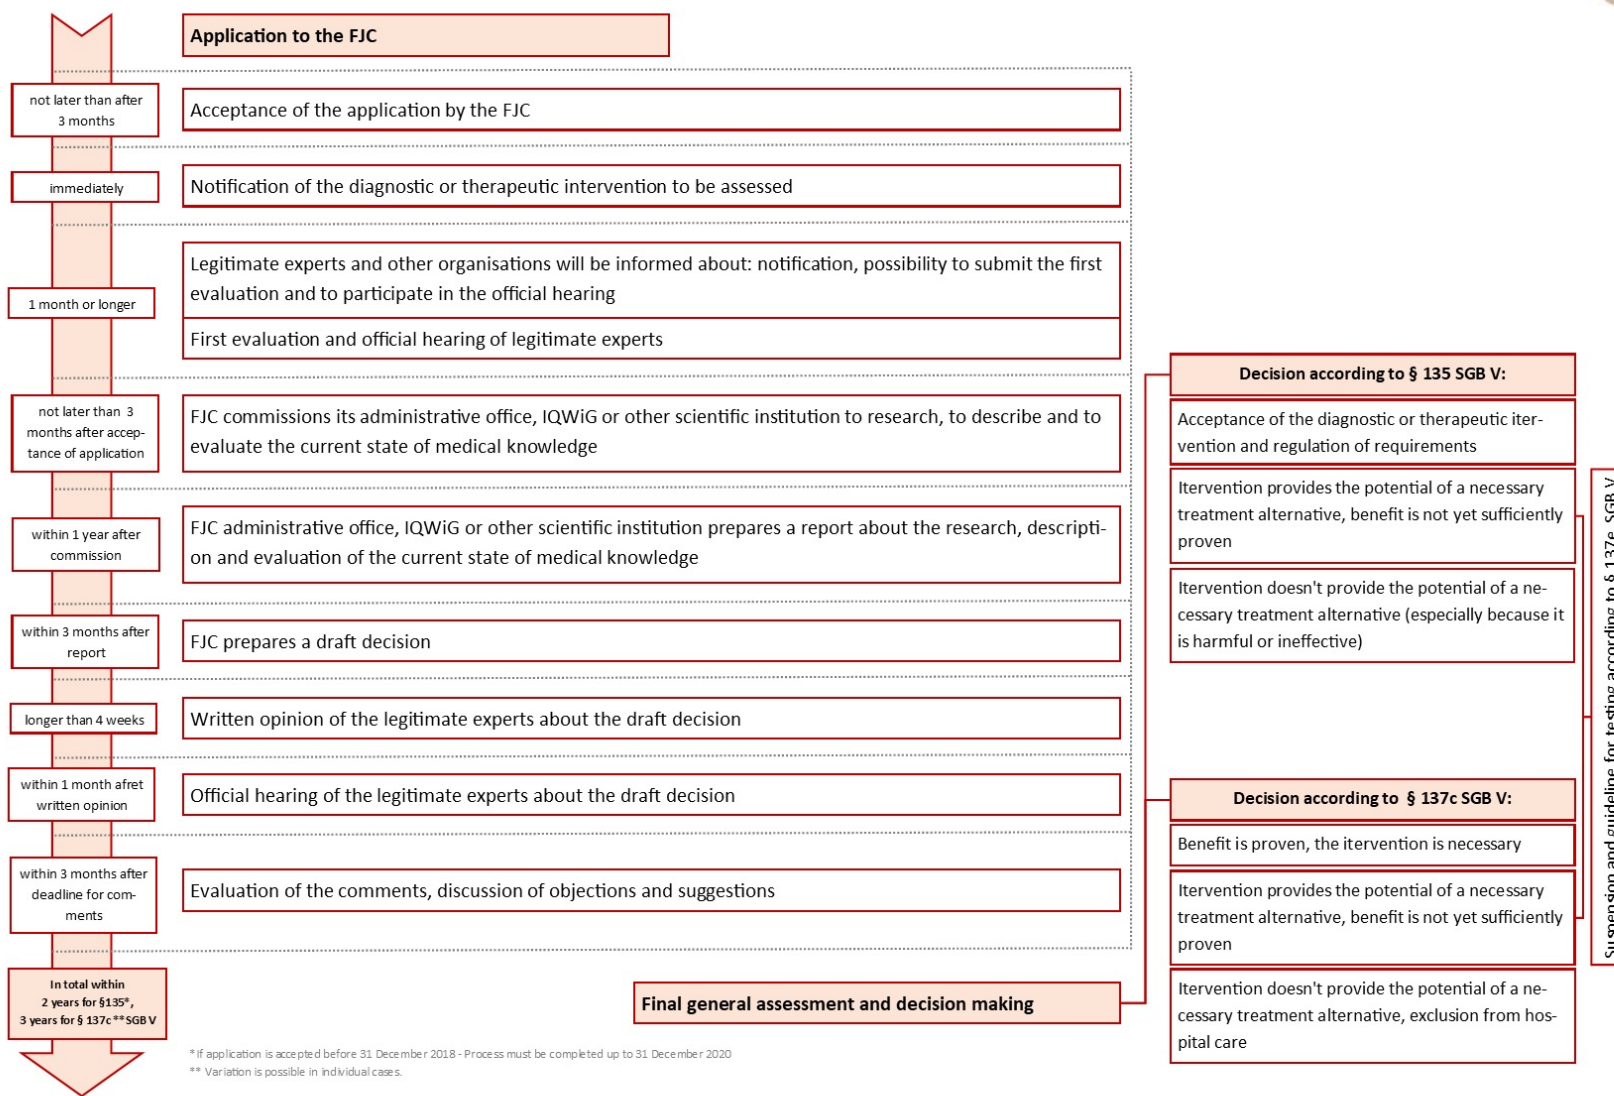 Application to the FJC
not later than after
3 months
Acceptance of the application by the FJC
immediately
Notification of the diagnostic or therapeutic intervention to be assessed
1 month or longer
Legitimate experts and other organisations will be informed about: notification, possibility to submit the first
evaluation and to participate in the official hearing
First evaluation and official hearing of legitimate experts
not later than 3
months after accep-
tance of application
FJC commissions its administrative office, IQWiG or other scientific institution to research, to describe and to
evaluate the current state of medical knowledge
within 1 year after
commission
FJC administrative office, IQWiG or other scientific institution prepares a report about the research, descripti-
on and evaluation of the current state of medical knowledge
within 3 months after
report
FJC prepares a draft decision
longer than 4 weeks
Written opinion of the legitimate experts about the draft decision
within 1 month afret
written opinion
Official hearing of the legitimate experts about the draft decision
within 3 months after
deadline for com-
ments
Evaluation of the comments, discussion of objections and suggestions
In total within
2 years for §135*,
3 years for § 137c **SGB V
Final general assessment and decision making
* If application is accepted before 31 December 2018 - Process must be completed up to 31 December 2020
** Variation is possible in individual cases.
Decision according to § 135 SGB V:
Acceptance of the diagnostic or therapeutic iter-
vention and regulation of requirements
Itervention provides the potential of a necessary
treatment alternative, benefit is not yet sufficiently
proven
Itervention doesn't provide the potential of a ne-
cessary treatment alternative (especially because it
is harmful or ineffective)
Decision according to § 137c SGB V:
Benefit is proven, the itervention is necessary
Itervention provides the potential of a necessary
treatment alternative, benefit is not yet sufficiently
proven
Itervention doesn't provide the potential of a ne-
cessary treatment alternative, exclusion from hos-
pital care
Suspension and guideline for testing according to § 137e SGB V